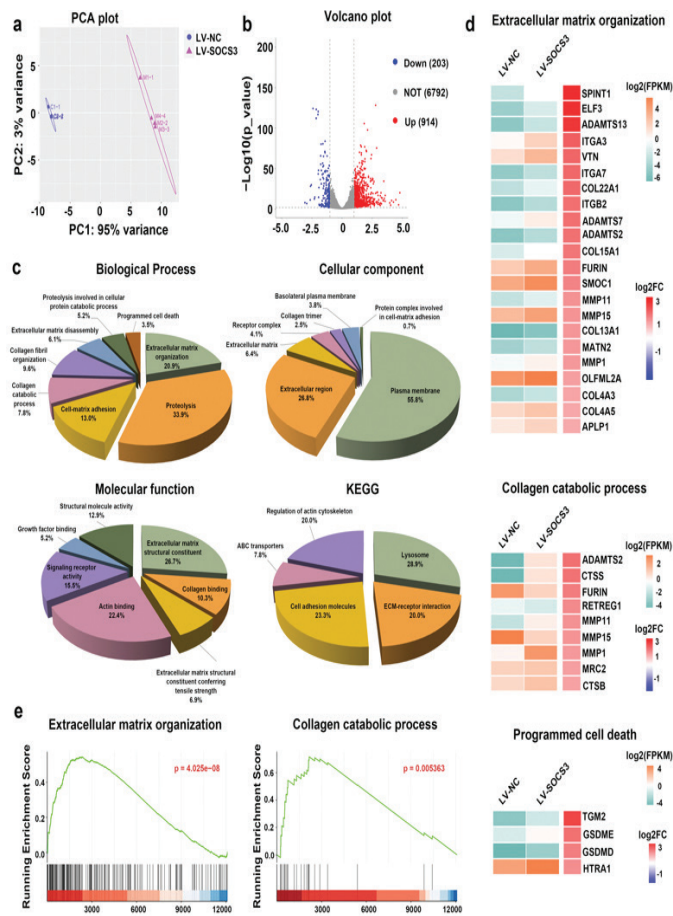 a
PCA plot
LV-NC
LV-SOCS3
PC2: 3% variance
5
0
-5
-10
-5
0
5
10
PC1: 95% variance
b
Volcano plot
−Log10(p_value)
200
150
100
50
0
-5.0
-2.5
0
2.5
5.0
Down (203)
NOT (6792)
Up (914)
c
Biological Process
Proteolysis involved in cellular
protein catabolic process
5.2%
Programmed cell death
3.5%
Extracellular matrix disassembly
6.1%
Collagen fibril
organization
9.6%
Collagen
catabolic
process
7.8%
Cell-matrix adhesion
13.0%
Extracellular matrix
organization
20.9%
Proteolysis
33.9%
Cellular component
Basolateral plasma membrane
3.8%
Collagen trimer
2.5%
Receptor complex
4.1%
Extracellular matrix
6.4%
Protein complex involved
in cell-matrix adhesion
0.7%
Extracellular region
26.8%
Plasma membrane
55.8%
Molecular function
Structural molecule activity
12.9%
Growth factor binding
5.2%
Signaling receptor
activity
15.5%
Actin binding
22.4%
Extracellular matrix
structural constituent
26.7%
Collagen binding
10.3%
Extracellular matrix structural
constituent conferring
tensile strength
6.9%
KEGG
Regulation of actin cytoskeleton
20.0%
ABC transporters
7.8%
Cell adhesion molecules
23.3%
Lysosome
28.9%
ECM-receptor interaction
20.0%
d
Extracellular matrix organization
LV-NC
LV-SOCS3
SPINT1
ELF3
ADAMTS13
ITGA3
VTN
ITGA7
COL22A1
ITGB2
ADAMTS7
ADAMTS2
COL15A1
FURIN
SMOC1
MMP11
MMP15
COL13A1
MATN2
MMP1
OLFML2A
COL4A3
COL4A5
APLP1
log2(FPKM)
6
4
2
0
-2
-4
-6
log2FC
3
1
-1
Collagen catabolic process
LV-NC
LV-SOCS3
ADAMTS2
CTSS
FURIN
RETREG1
MMP11
MMP15
MMP1
MRC2
CTSB
log2(FPKM)
4
2
0
-2
-4
log2FC
3
1
-1
Programmed cell death
LV-NC
LV-SOCS3
TGM2
GSDME
GSDMD
HTRA1
log2(FPKM)
4
2
0
-2
-4
log2FC
3
1
-1
e
Extracellular matrix organization
Running Enrichment Score
p = 4.025e−08
0.4
0.2
0.0
3000
6000
9000
12000
Collagen catabolic process
Running Enrichment Score
p = 0.005363
0.6
0.4
0.2
0.0
3000
6000
9000
12000